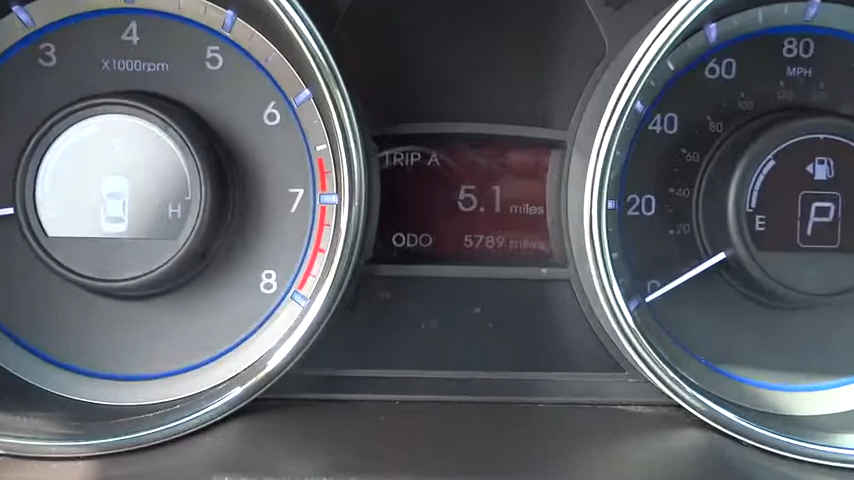 3 4 5 6 7 8
X1000rpm
H
TRIP A
5.1 miles
ODO 5789 miles
0 20 40 60 80
MPH
E
P